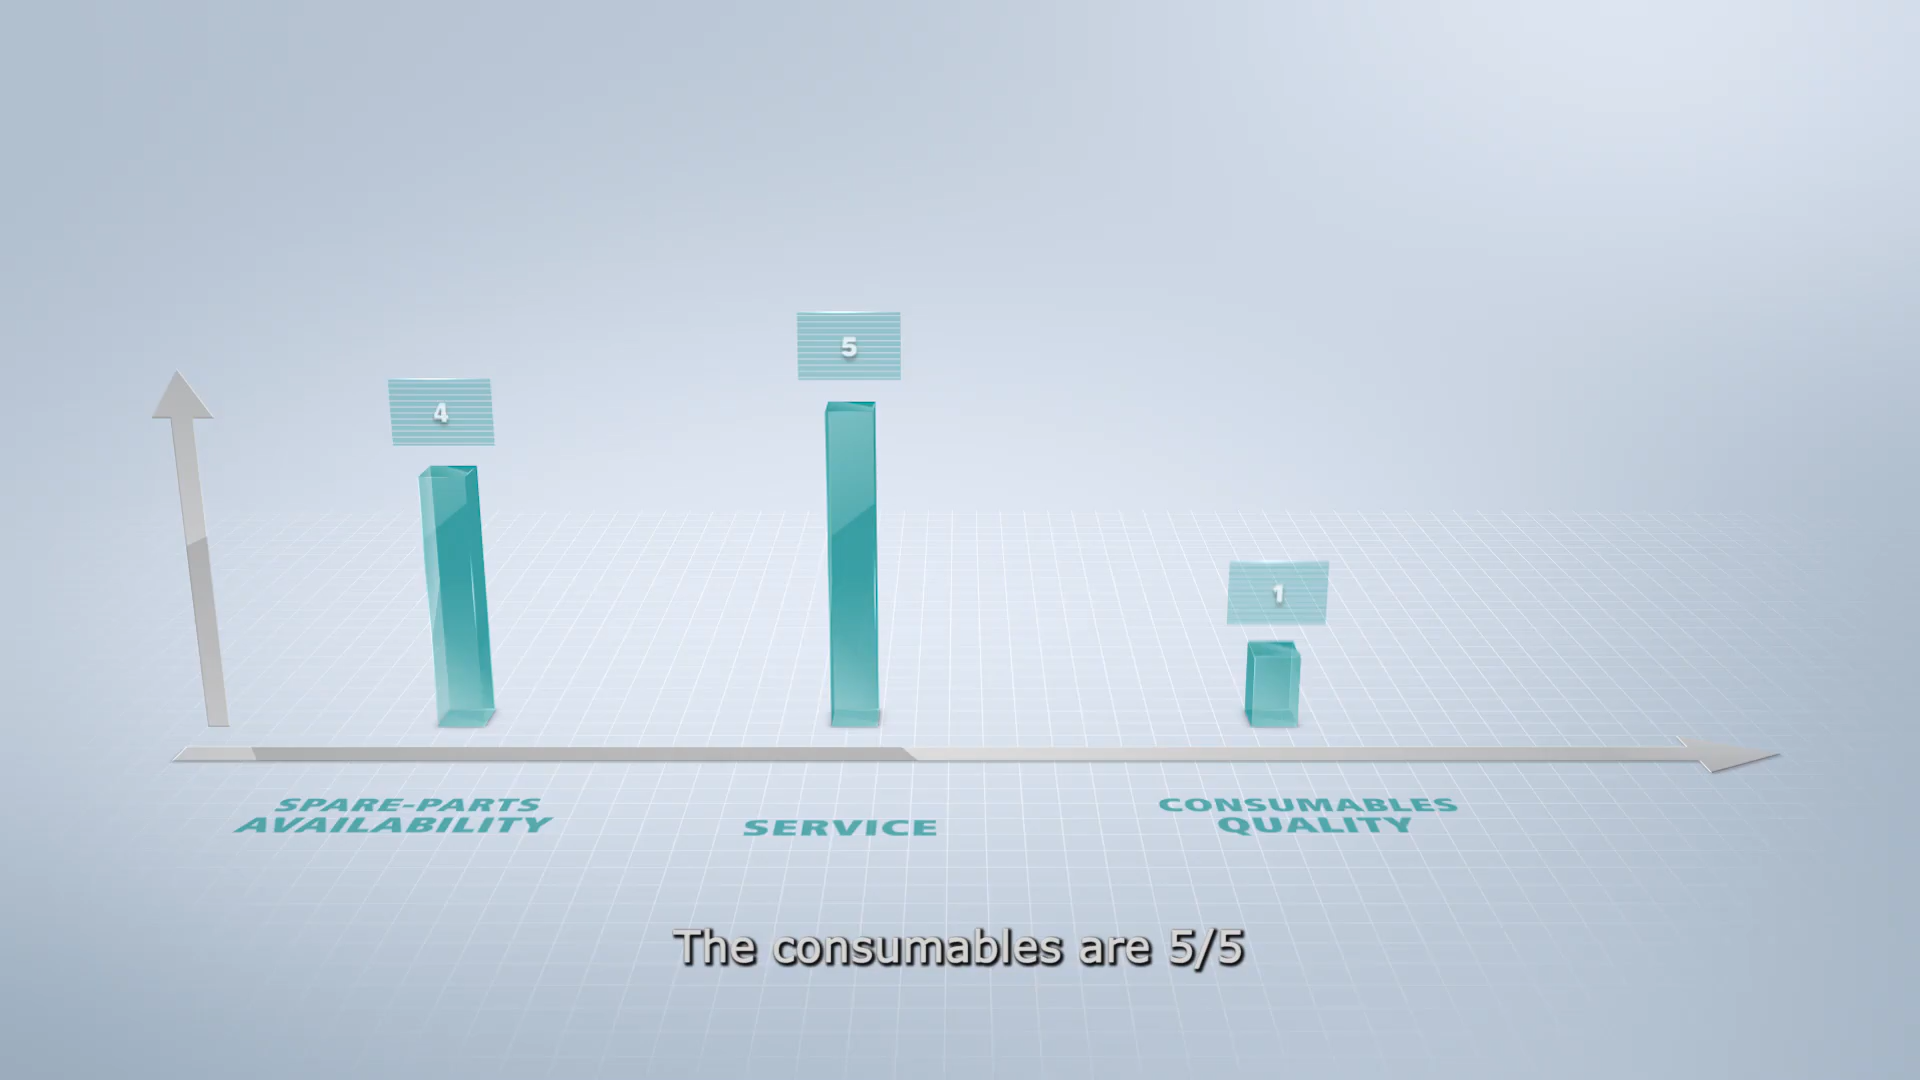 4
5
1
SPARE-PARTS
AVAILABILITY
SERVICE
CONSUMABLES
QUALITY
The consumables are 5/5